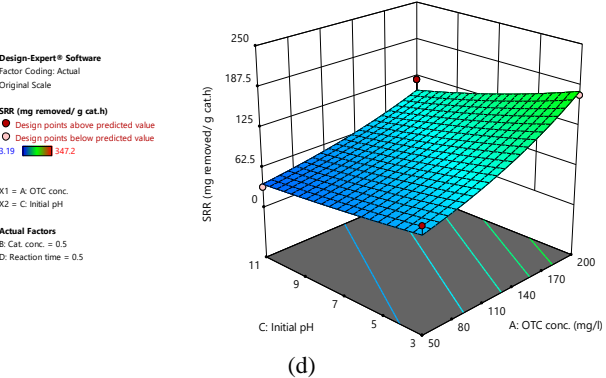 Design-Expert® Software
Factor Coding: Actual
Original Scale
SRR (mg removed/ g cat.h)
Design points above predicted value
Design points below predicted value
3.19 347.2
X1 = A: OTC conc.
X2 = C: Initial pH
Actual Factors
B: Cat. conc. = 0.5
D: Reaction time = 0.5
SRR (mg removed/ g cat.h)
250
187.5
125
62.5
0
11
9
7
5
3
C: Initial pH
50
80
110
140
170
200
A: OTC conc. (mg/l)
(d)